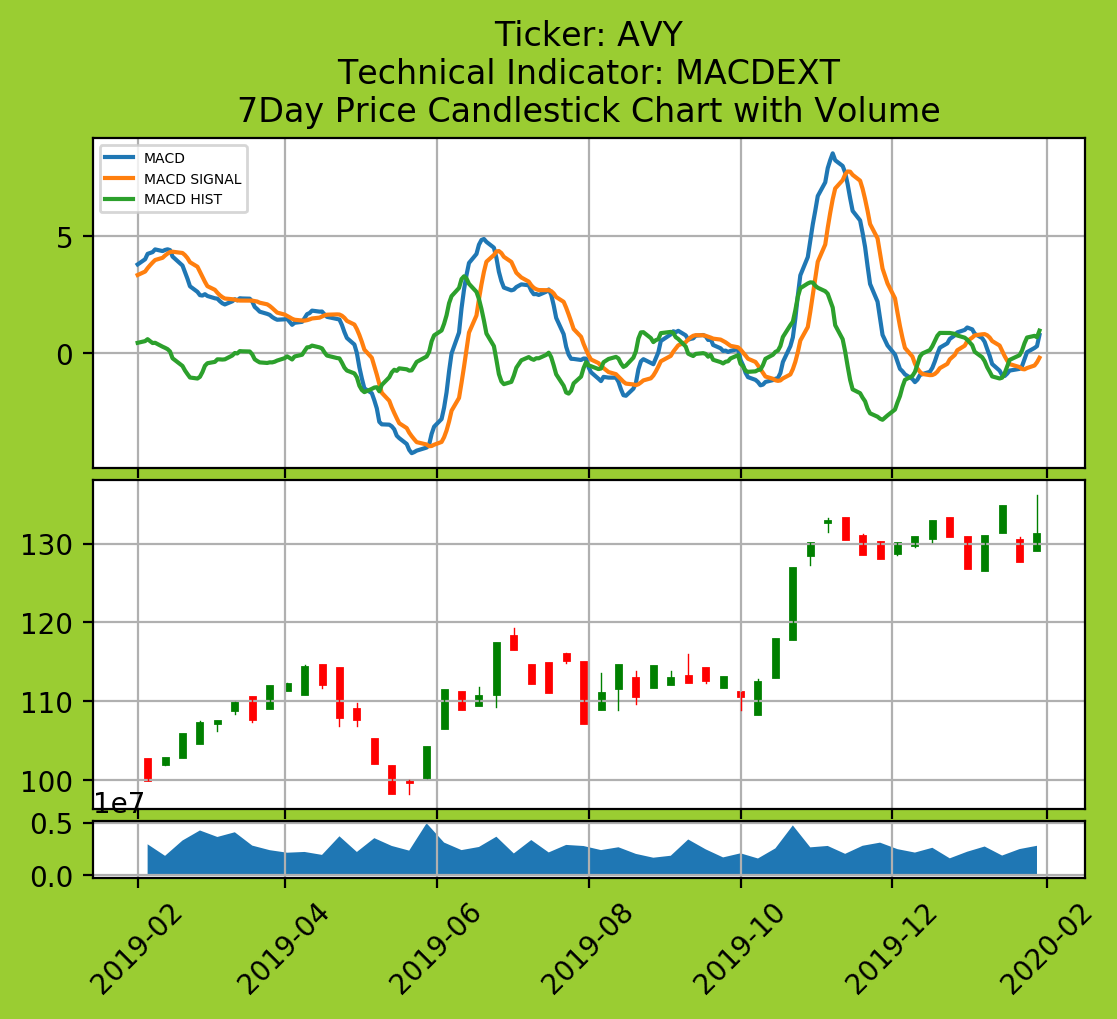 Ticker: AVY
Technical Indicator: MACDEXT
7Day Price Candlestick Chart with Volume
MACD
MACD SIGNAL
MACD HIST
5
0
130
120
110
100
1e7
0.5
0.0
2019-02
2019-04
2019-06
2019-08
2019-10
2019-12
2020-02